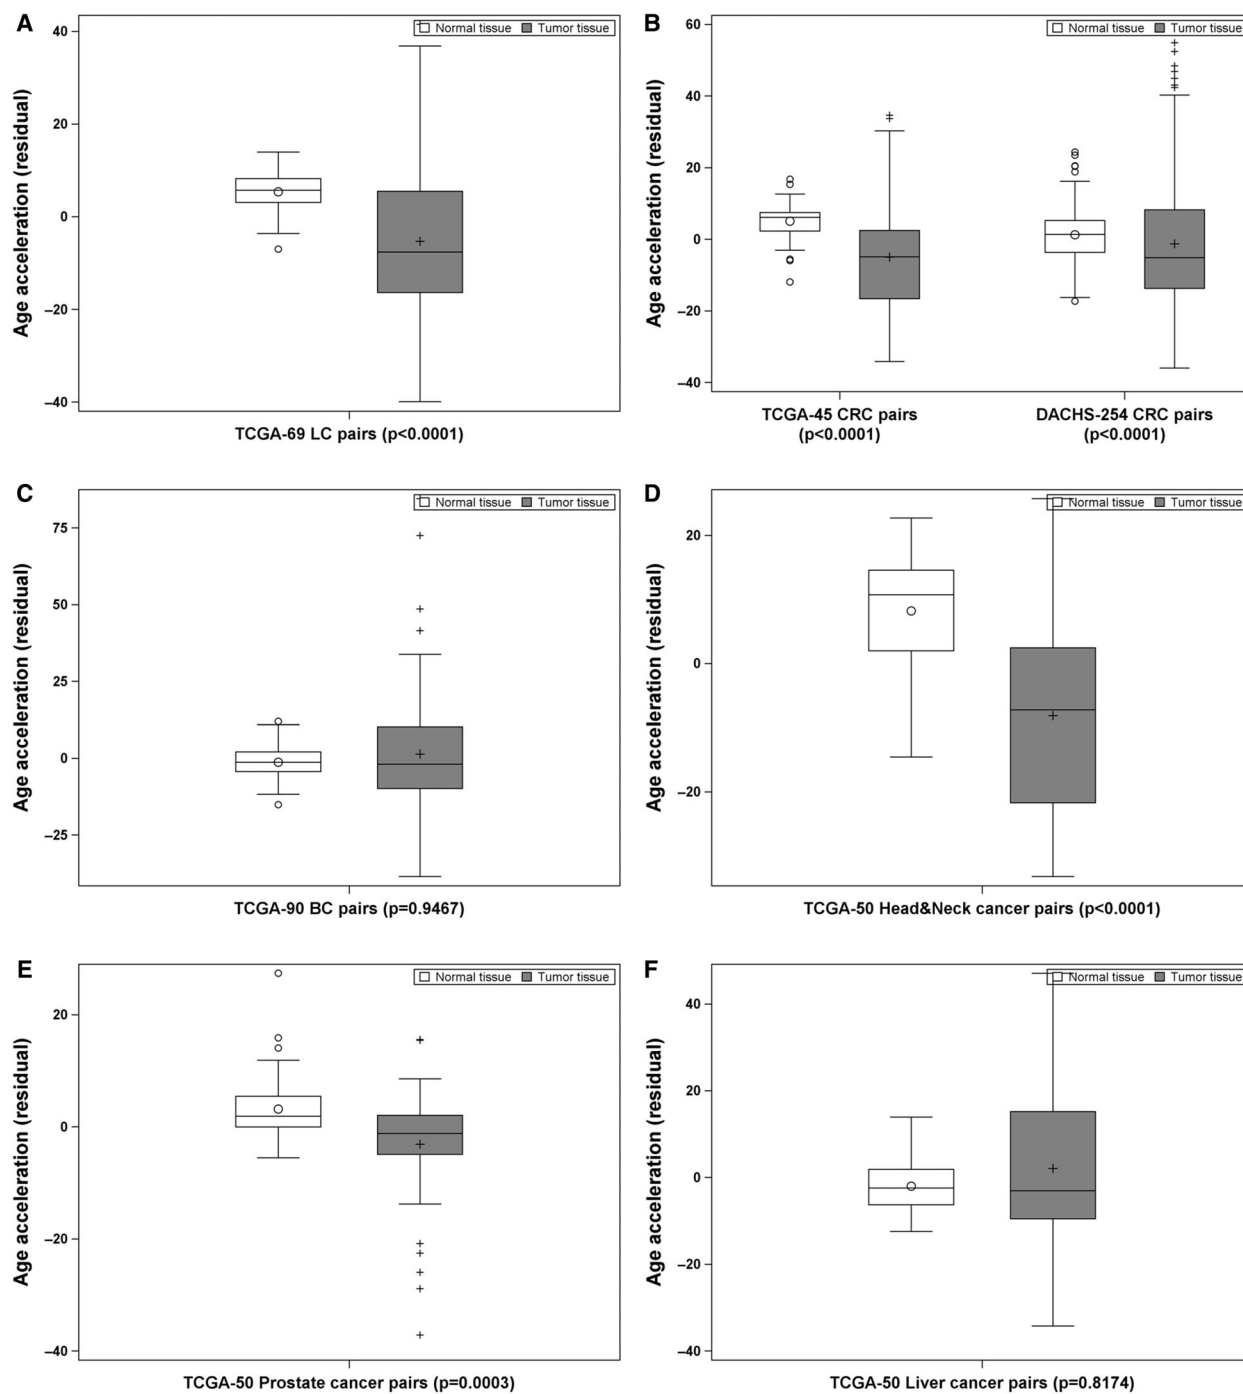 A
Normal tissue Tumor tissue
Age acceleration (residual)
40
20
0
–20
–40
TCGA-69 LC pairs (p<0.0001)
B
Normal tissue Tumor tissue
Age acceleration (residual)
60
40
20
0
–20
–40
TCGA-45 CRC pairs
(p<0.0001)
DACHS-254 CRC pairs
(p<0.0001)
C
Normal tissue Tumor tissue
Age acceleration (residual)
75
50
25
0
–25
TCGA-90 BC pairs (p=0.9467)
D
Normal tissue Tumor tissue
Age acceleration (residual)
20
0
–20
TCGA-50 Head&Neck cancer pairs (p<0.0001)
E
Normal tissue Tumor tissue
Age acceleration (residual)
20
0
–20
–40
TCGA-50 Prostate cancer pairs (p=0.0003)
F
Normal tissue Tumor tissue
Age acceleration (residual)
40
20
0
–20
–40
TCGA-50 Liver cancer pairs (p=0.8174)